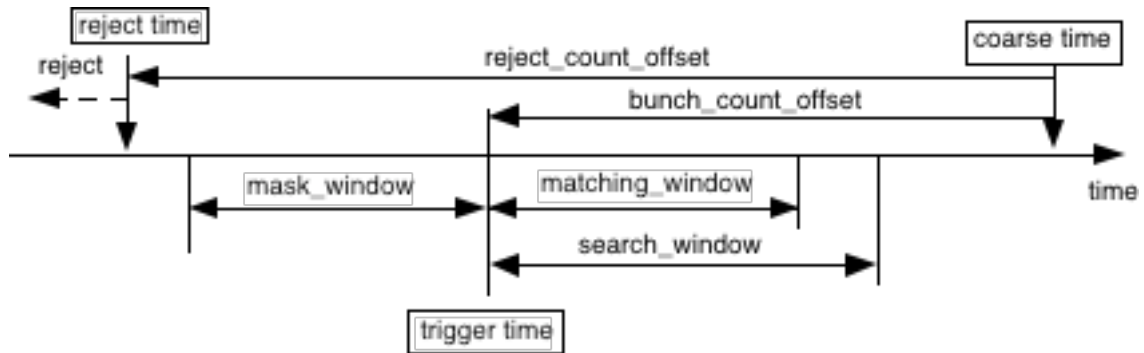 reject time
coarse time
reject
reject_count_offset
bunch_count_offset
mask_window
matching_window
time
search_window
trigger time